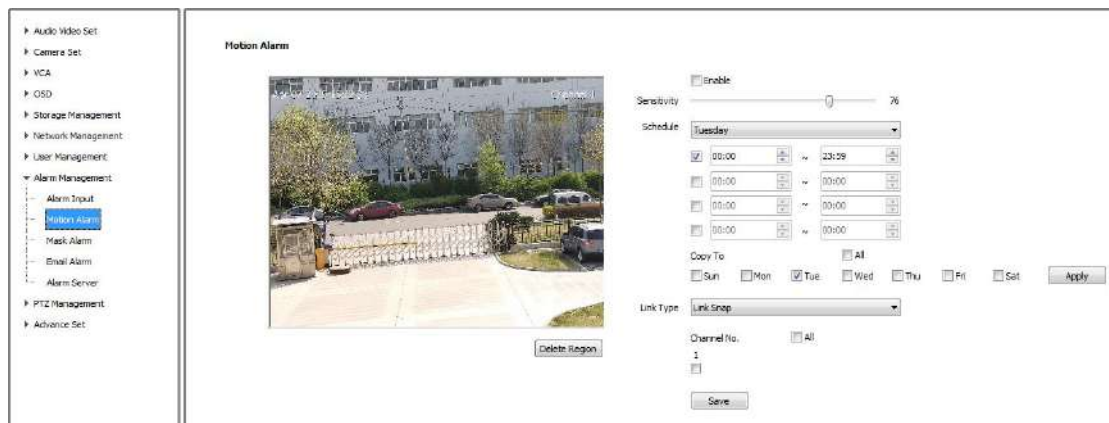 Audio Video Set
Camera Set
VCA
OSD
Storage Management
Network Management
User Management
Alarm Management
Alarm Input
Motion Alarm
Mask Alarm
Email Alarm
Alarm Server
PTZ Management
Advance Set
Motion Alarm
Channel 1
Delete Region
Enable
Sensitivity 76
Schedule Tuesday
00:00 ~ 23:59
00:00 ~ 00:00
00:00 ~ 00:00
00:00 ~ 00:00
Copy To All
Sun Mon Tue Wed Thu Fri Sat Apply
Link Type Link Snap
Channel No. All
1
Save